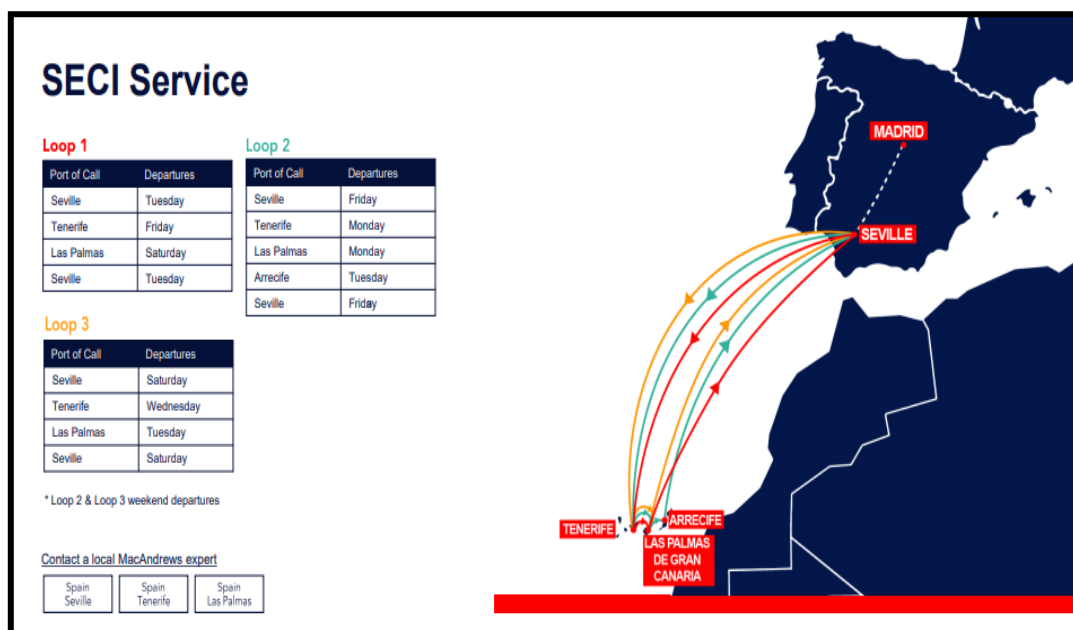 SECI Service
Loop 1
Port of Call Departures
Seville Tuesday
Tenerife Friday
Las Palmas Saturday
Seville Tuesday
Loop 2
Port of Call Departures
Seville Friday
Tenerife Monday
Las Palmas Monday
Arrecife Tuesday
Seville Friday
Loop 3
Port of Call Departures
Seville Saturday
Tenerife Wednesday
Las Palmas Tuesday
Seville Saturday
* Loop 2 & Loop 3 weekend departures
Contact a local MacAndrews expert
Spain
Seville
Spain
Tenerife
Spain
Las Palmas
MADRID
SEVILLE
TENERIFE
ARRECIFE
LAS PALMAS
DE GRAN
CANARIA